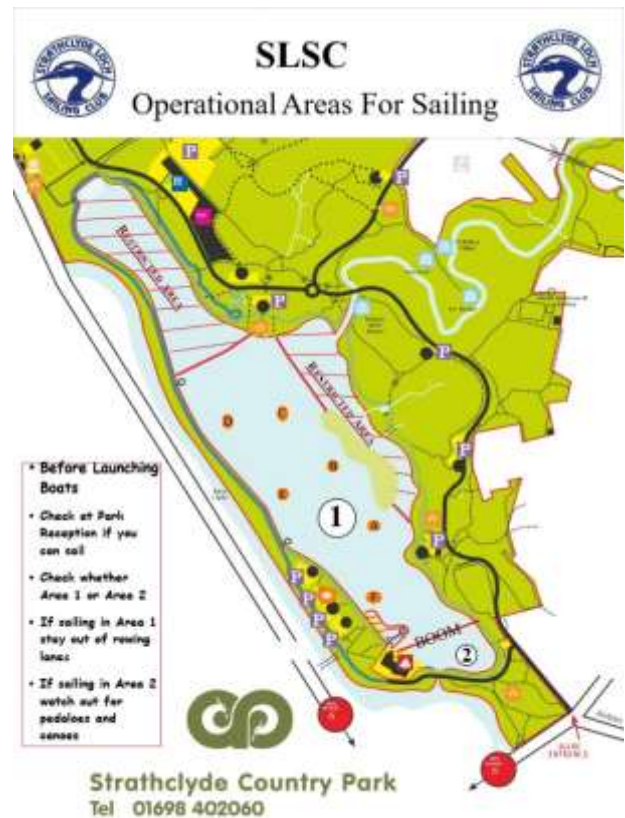 SLSC
Operational Areas For Sailing
STRATHCLYDE LOCH
SAILING CLUB
STRATHCLYDE LOCH
SAILING CLUB
P
P
RESTRICTED AREA
P
P
RESTRICTED AREA
D
C
B
E
1
A
F
P
P
P
P
P
P
BOOM
2
• Before Launching
Boats
• Check at Park
Reception if you
can sail
• Check whether
Area 1 or Area 2
• If sailing in Area 1
stay out of rowing
lanes
• If sailing in Area 2
watch out for
pedaloes and
canoes
ENTRANCE
Strathclyde Country Park
Tel 01698 402060